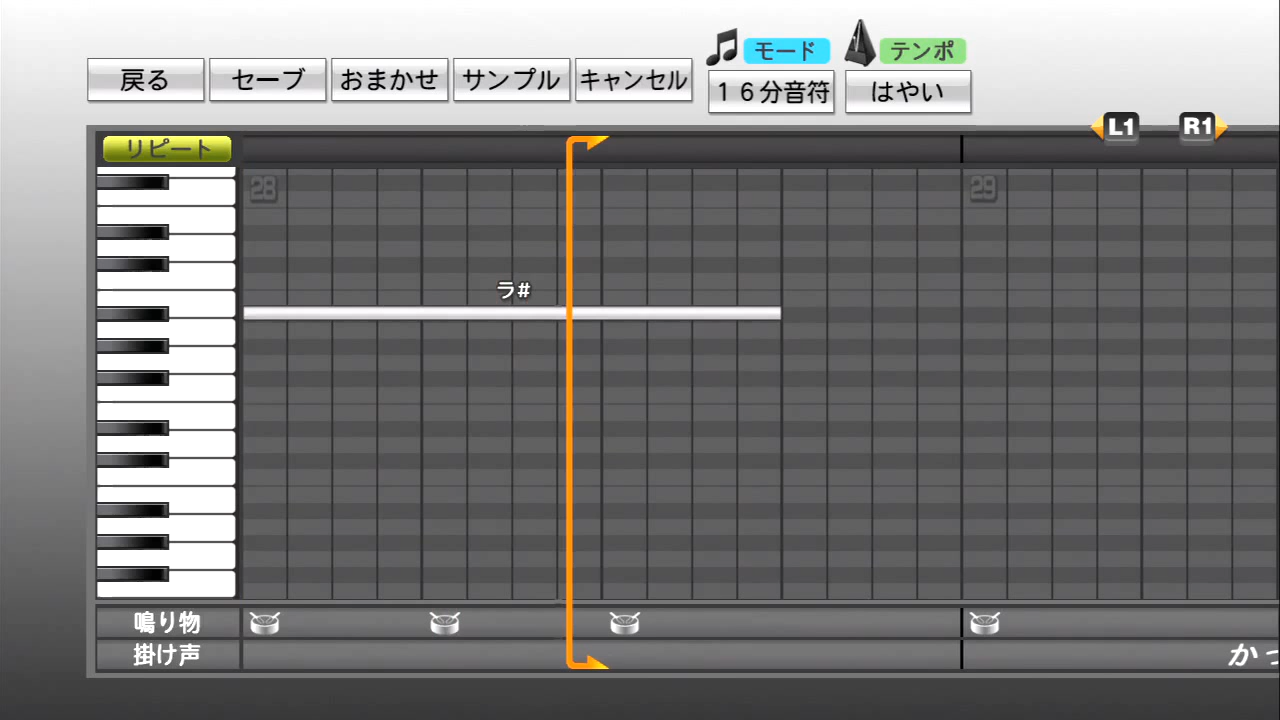 モード
テンポ
戻る
セーブ
おまかせ
サンプル
キャンセル
１６分音符
はやい
L1
R1
リピート
28
29
ラ#
鳴り物
掛け声
かっ